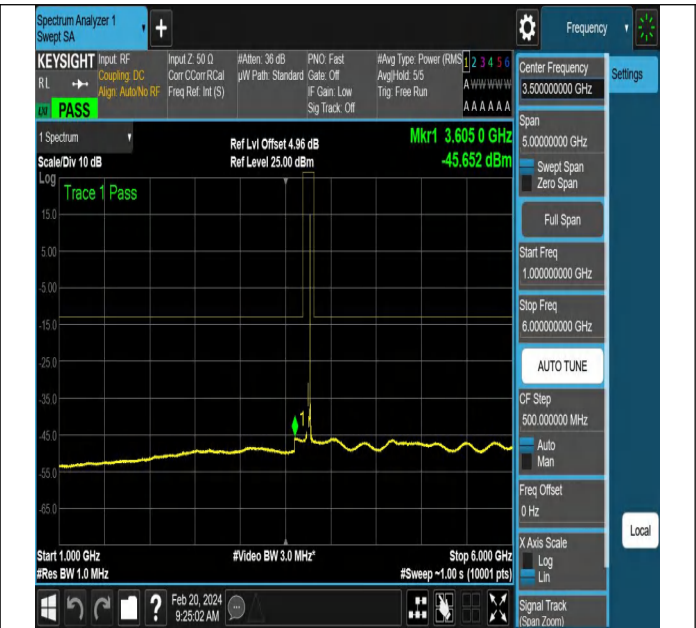 Spectrum Analyzer 1
Swept SA
+
Frequency
KEYSIGHT
RL
PASS
Input: RF
Coupling: DC
Align: Auto/No RF
Input Z: 50 Ω
Corr CCorr RCal
Freq Ref: Int (S)
#Atten: 36 dB
µW Path: Standard
PNO: Fast
Gate: Off
IF Gain: Low
Sig Track: Off
#Avg Type: Power (RMS
Avg|Hold: 5/5
Trig: Free Run
1 2 3 4 5 6
A W W W W W
A A A A A A
1 Spectrum
Scale/Div 10 dB
Ref Lvl Offset 4.96 dB
Ref Level 25.00 dBm
Mkr1 3.605 0 GHz
-45.652 dBm
Log
Trace 1 Pass
15.0
5.00
-5.00
-15.0
-25.0
-35.0
-45.0
-55.0
-65.0
1
Start 1.000 GHz
#Res BW 1.0 MHz
#Video BW 3.0 MHz*
Stop 6.000 GHz
#Sweep ~1.00 s (10001 pts)
Feb 20, 2024
9:25:02 AM
?
Center Frequency
3.500000000 GHz
Settings
Span
5.00000000 GHz
Swept Span
Zero Span
Full Span
Start Freq
1.000000000 GHz
Stop Freq
6.000000000 GHz
AUTO TUNE
CF Step
500.000000 MHz
Auto
Man
Freq Offset
0 Hz
X Axis Scale
Log
Lin
Local
Signal Track
(Span Zoom)